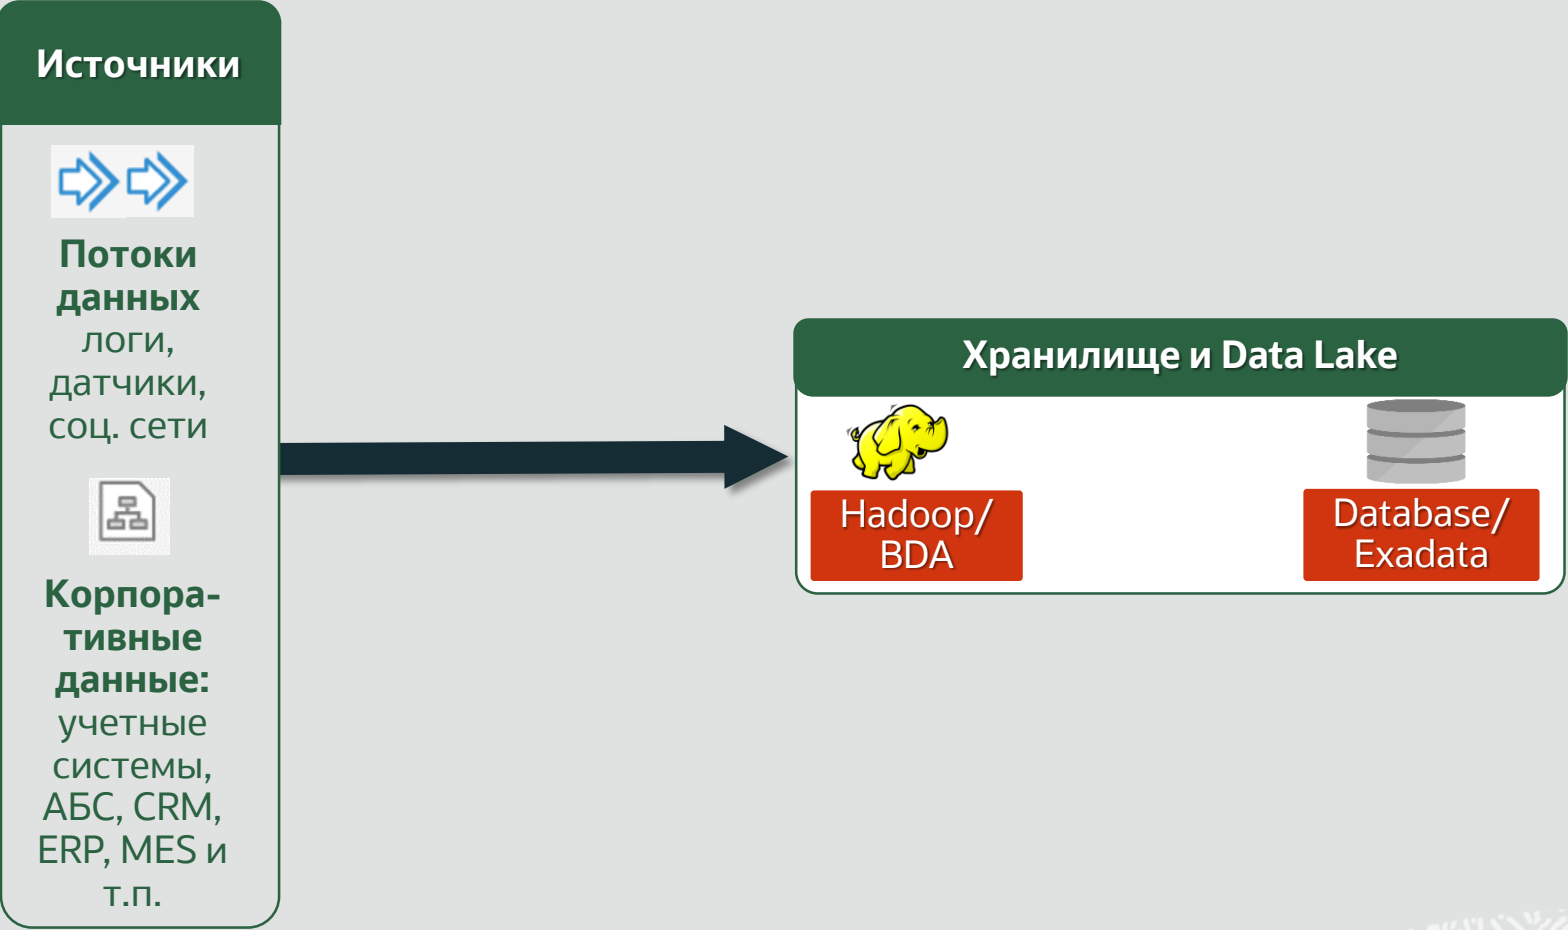 Источники
Потоки
данных
логи,
датчики,
соц. сети
Корпора-
тивные
данные:
учетные
системы,
АБС, CRM,
ERP, MES и
т.п.
Хранилище и Data Lake
Hadoop/
BDA
Database/
Exadata